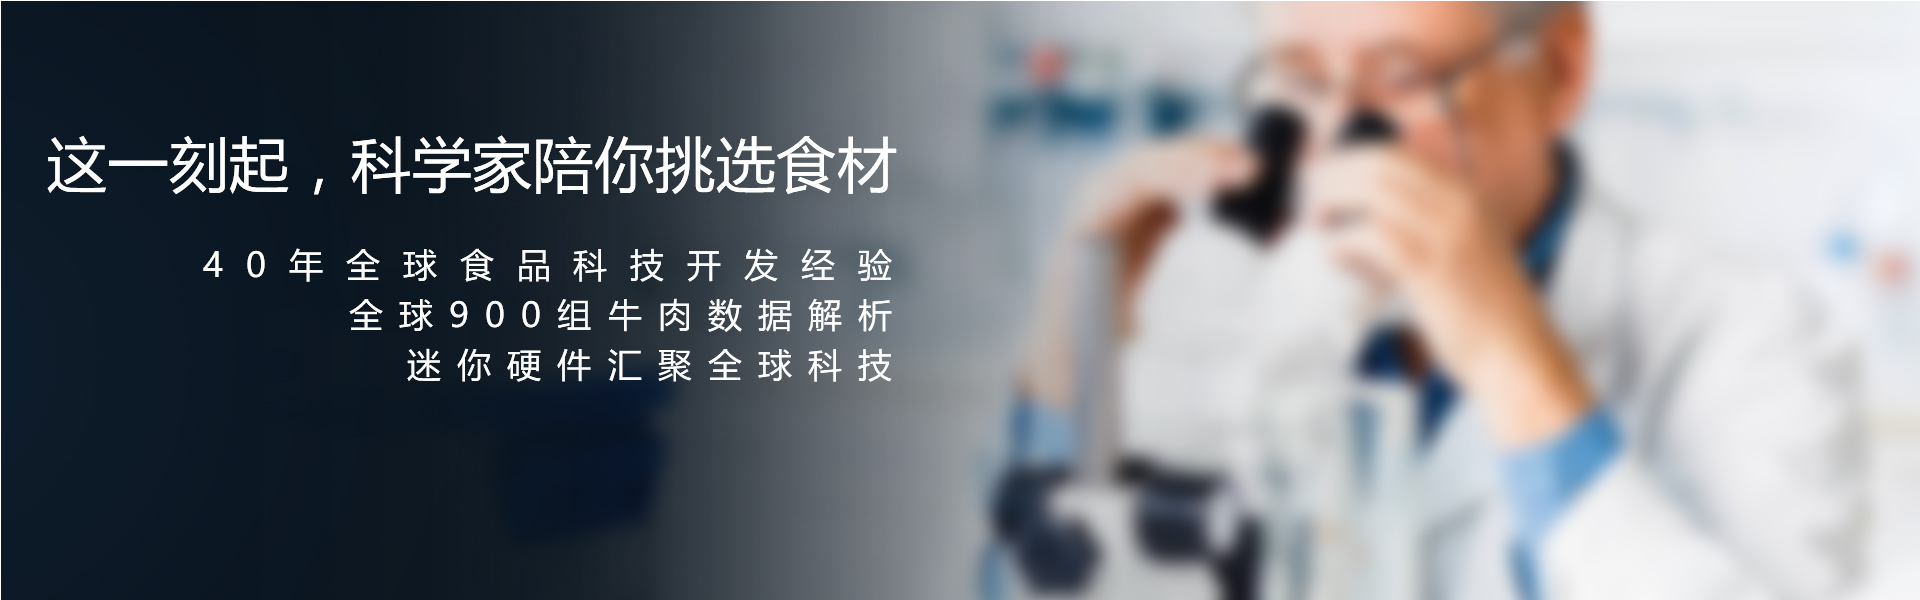 这一刻起，科学家陪你挑选食材
40年全球食品科技开发经验
全球900组牛肉数据解析
迷你硬件汇聚全球科技